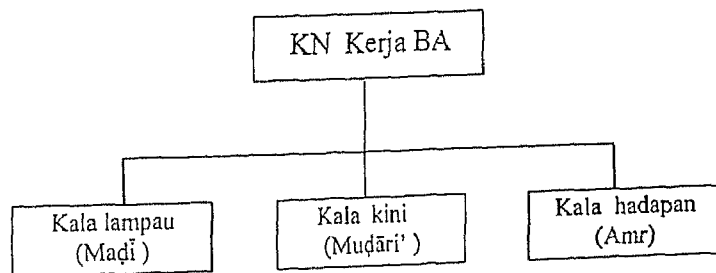 KN Kerja BA
Kala lampau
(Maḍī)
Kala kini
(Muḍāri')
Kala hadapan
(Amr)